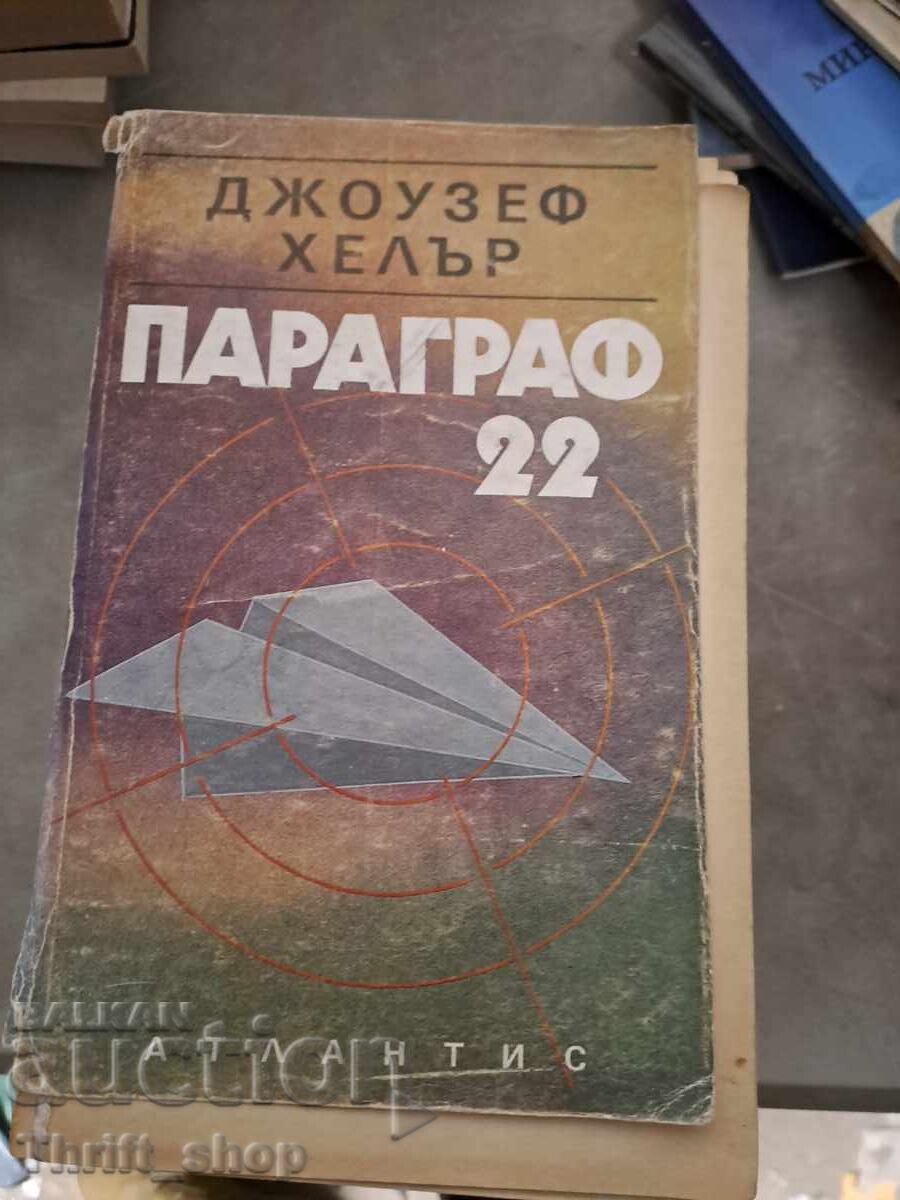 ДЖОУЗЕФ
ХЕЛЪР
ПАРАГРАФ
22
АТЛАНТИС
BALKAN
auction
Thrift_shop